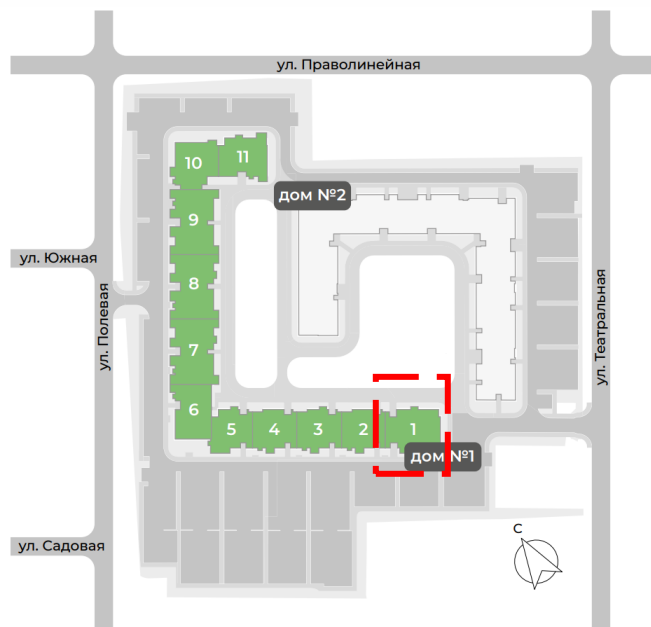 ул. Праволинейная
10
11
дом №2
9
ул. Южная
8
ул. Полевая
ул. Театральная
7
6
5
4
3
2
1
дом №1
С
ул. Садовая